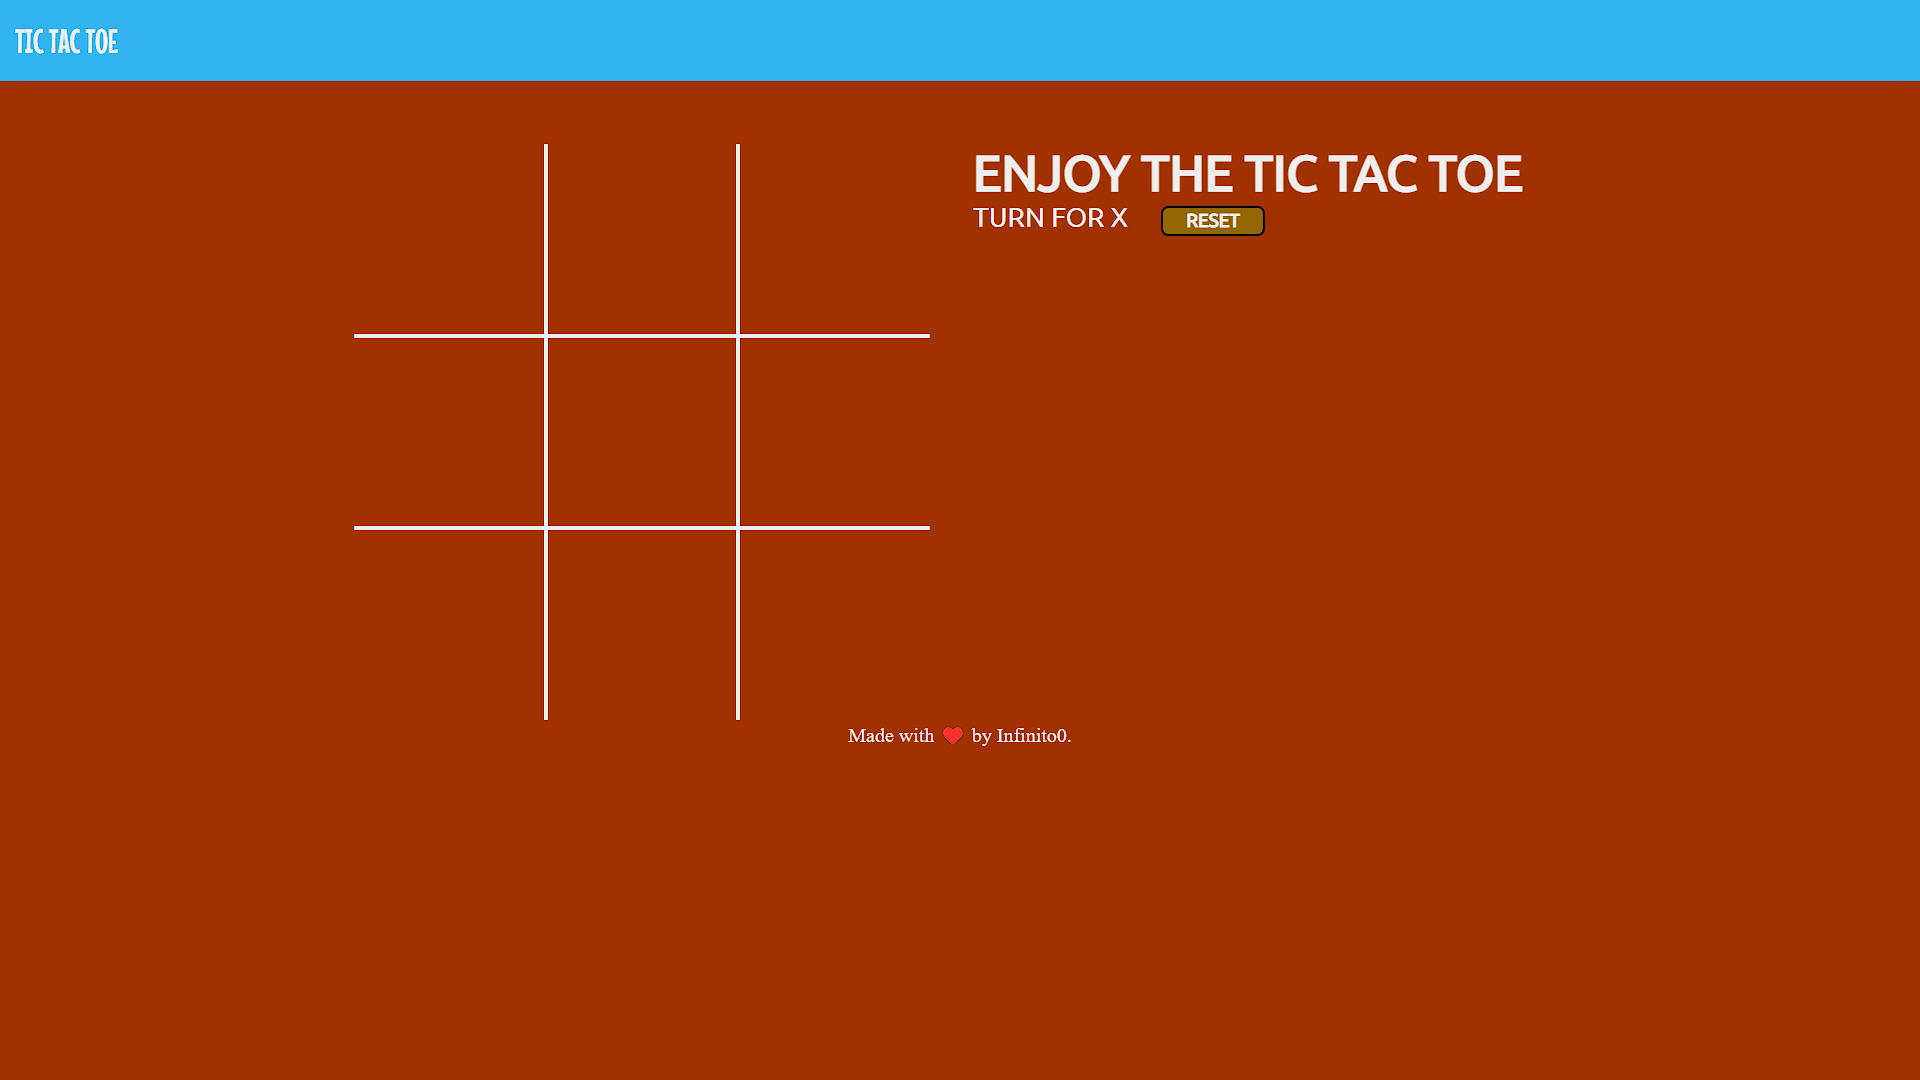 TIC TAC TOE
ENJOY THE TIC TAC TOE
TURN FOR X
RESET
Made with ❤️ by Infinito0.